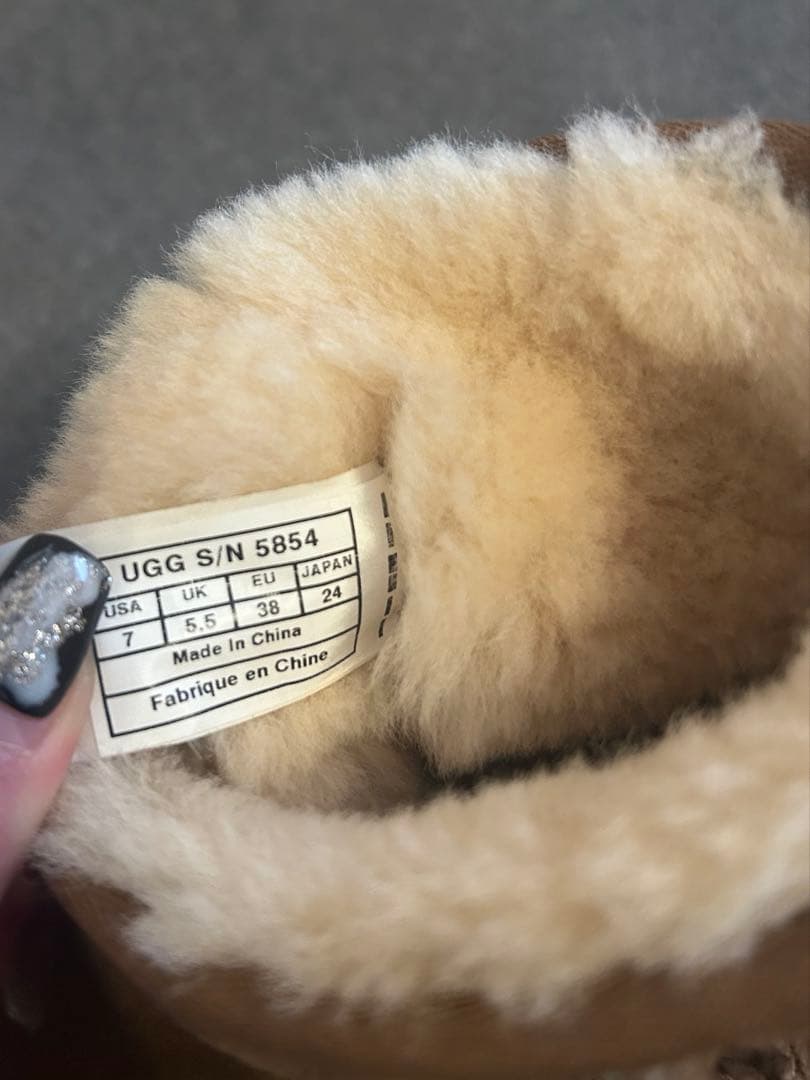 UGG S/N 5854
USA UK EU JAPAN
7 5.5 38 24
Made In China
Fabrique en Chine